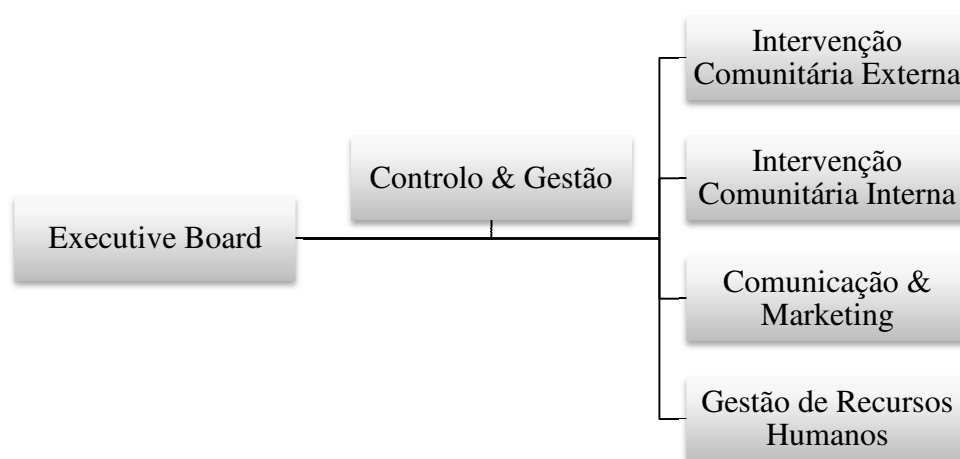 Executive Board
Controlo & Gestão
Intervenção
Comunitária Externa
Intervenção
Comunitária Interna
Comunicação &
Marketing
Gestão de Recursos
Humanos